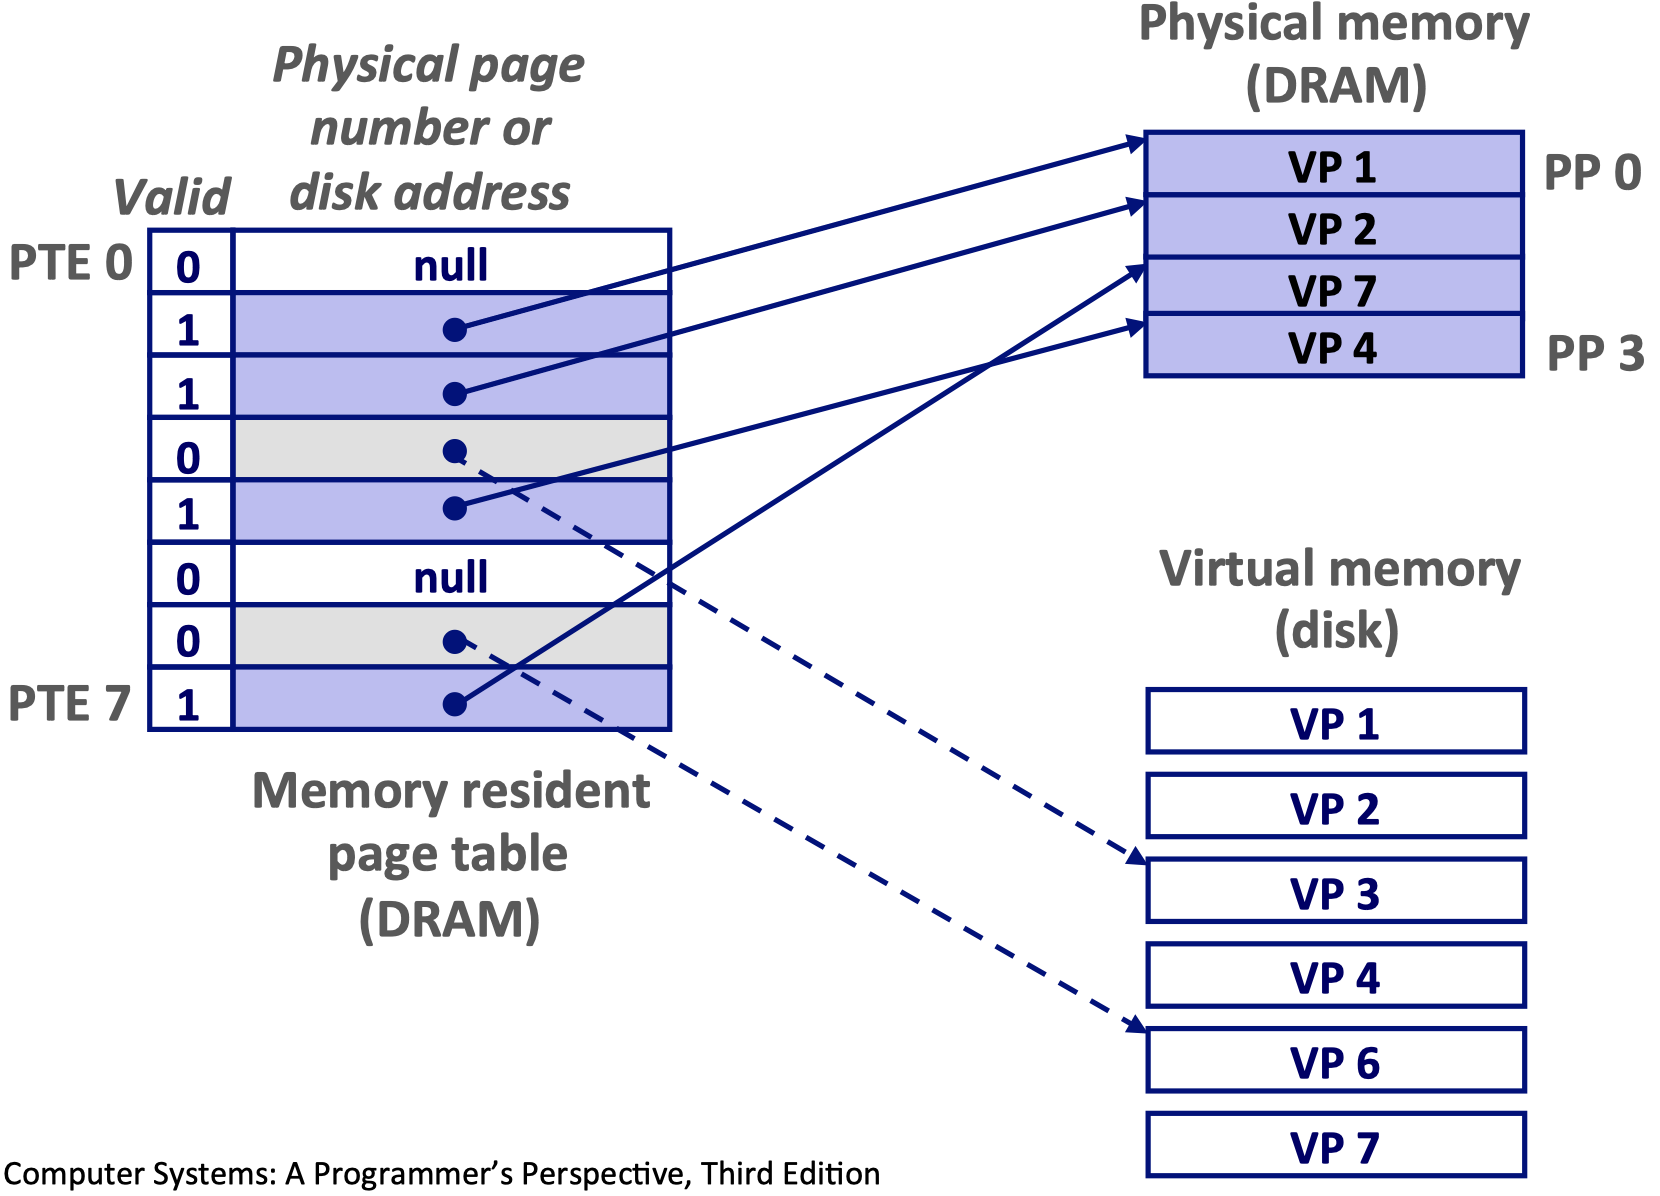 Physical page
number or
disk address
Valid
PTE 0
0 null
1
1
0
1
0 null
0
PTE 7 1
Memory resident
page table
(DRAM)
Physical memory
(DRAM)
VP 1 PP 0
VP 2
VP 7
VP 4 PP 3
Virtual memory
(disk)
VP 1
VP 2
VP 3
VP 4
VP 6
VP 7
Computer Systems: A Programmer’s Perspective, Third Edition